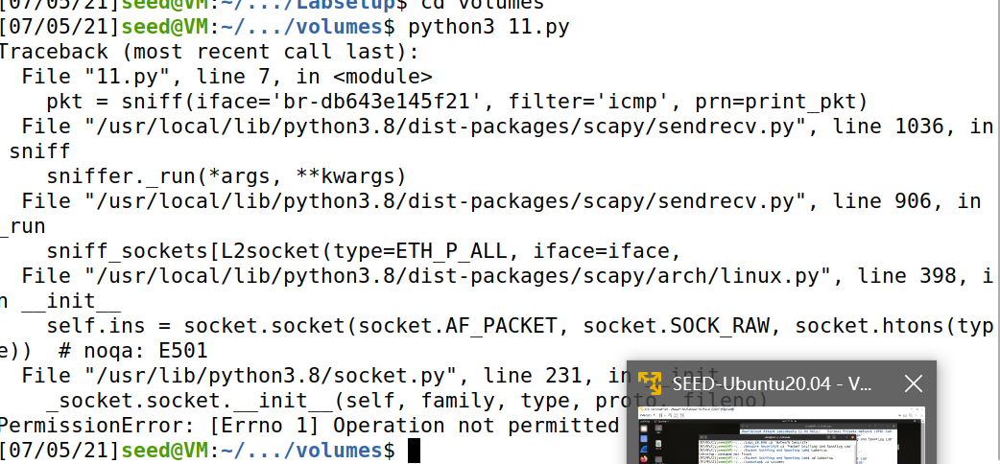 [07/05/21]seed@VM:~/.../Labsetup$ cd volumes
[07/05/21]seed@VM:~/.../volumes$ python3 11.py
Traceback (most recent call last):
  File "11.py", line 7, in <module>
    pkt = sniff(iface='br-db643e145f21', filter='icmp', prn=print_pkt)
  File "/usr/local/lib/python3.8/dist-packages/scapy/sendrecv.py", line 1036, in
 sniff
    sniffer._run(*args, **kwargs)
  File "/usr/local/lib/python3.8/dist-packages/scapy/sendrecv.py", line 906, in
_run
    sniff_sockets[L2socket(type=ETH_P_ALL, iface=iface,
  File "/usr/local/lib/python3.8/dist-packages/scapy/arch/linux.py", line 398, i
n __init__
    self.ins = socket.socket(socket.AF_PACKET, socket.SOCK_RAW, socket.htons(typ
e))  # noqa: E501
  File "/usr/lib/python3.8/socket.py", line 231, in __init__
    _socket.socket.__init__(self, family, type, proto, fileno)
PermissionError: [Errno 1] Operation not permitted
[07/05/21]seed@VM:~/.../volumes$
SEED-Ubuntu20.04 - V...